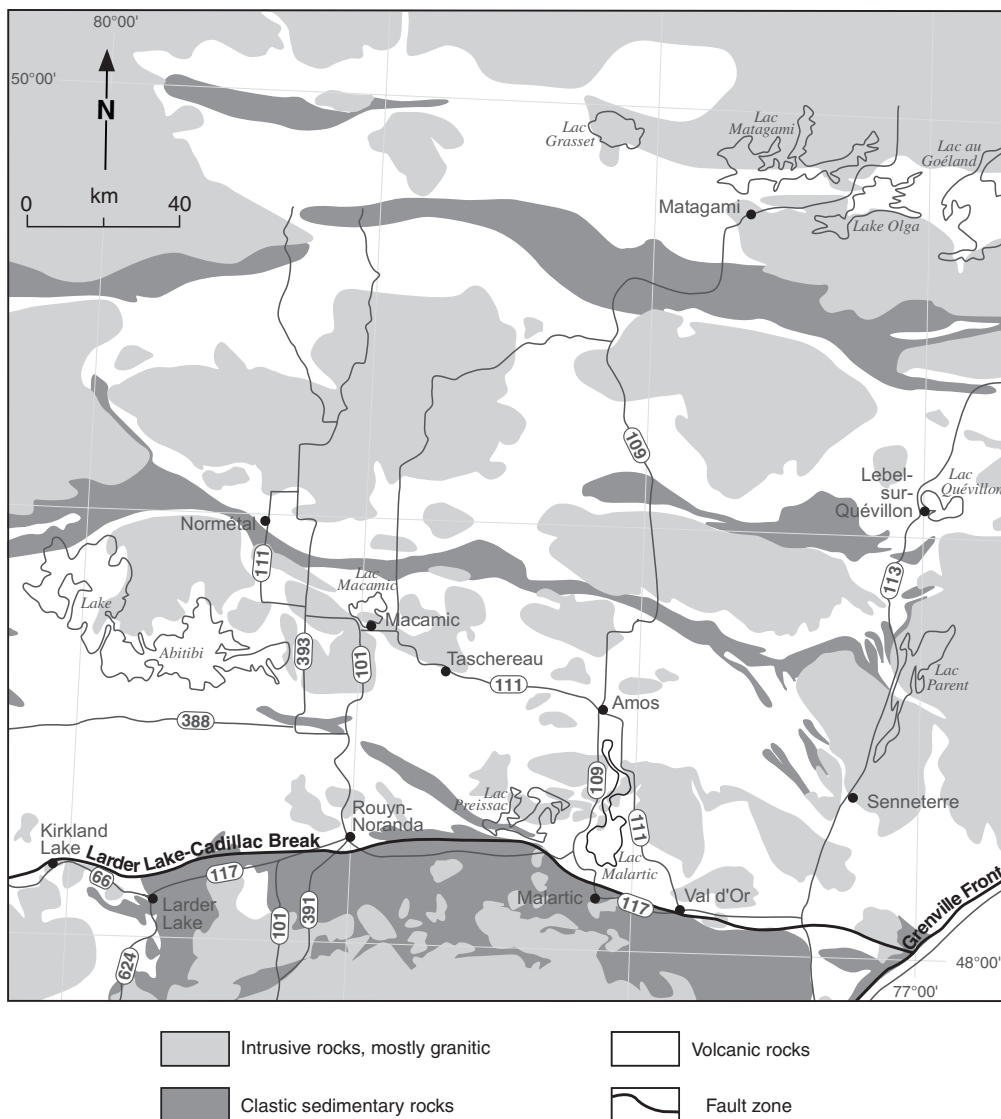 80°00'
50°00'
N
km
0 40
Lac
Grasset
Lac
Matagami
Lac au
Goéland
Matagami
Lake Olga
109
Lebel-
sur-
Quévillon
Lac
Quévillon
Normétal
111
113
Lac
Macamic
Macamic
Lake
Abitibi
393
101
Taschereau
111
Lac
Parent
388
Amos
109
Lac
Preissac
111
Senneterre
Rouyn-
Noranda
Kirkland
Lake
Larder Lake-Cadillac Break
66
117
Lac
Malartic
Larder
Lake
101
391
Malartic
117
Val d'Or
Grenville Front
624
48°00'
77°00'
Intrusive rocks, mostly granitic
Volcanic rocks
Clastic sedimentary rocks
Fault zone